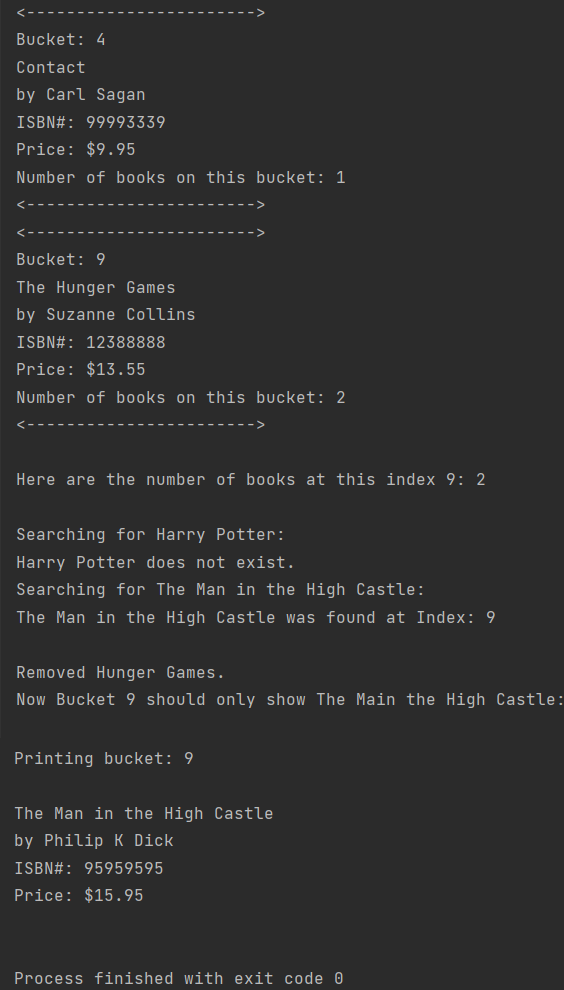 <----------------------->
Bucket: 4
Contact
by Carl Sagan
ISBN#: 99993339
Price: $9.95
Number of books on this bucket: 1
<----------------------->
<----------------------->
Bucket: 9
The Hunger Games
by Suzanne Collins
ISBN#: 12388888
Price: $13.55
Number of books on this bucket: 2
<----------------------->
Here are the number of books at this index 9: 2
Searching for Harry Potter:
Harry Potter does not exist.
Searching for The Man in the High Castle:
The Man in the High Castle was found at Index: 9
Removed Hunger Games.
Now Bucket 9 should only show The Main the High Castle:
Printing bucket: 9
The Man in the High Castle
by Philip K Dick
ISBN#: 95959595
Price: $15.95
Process finished with exit code 0